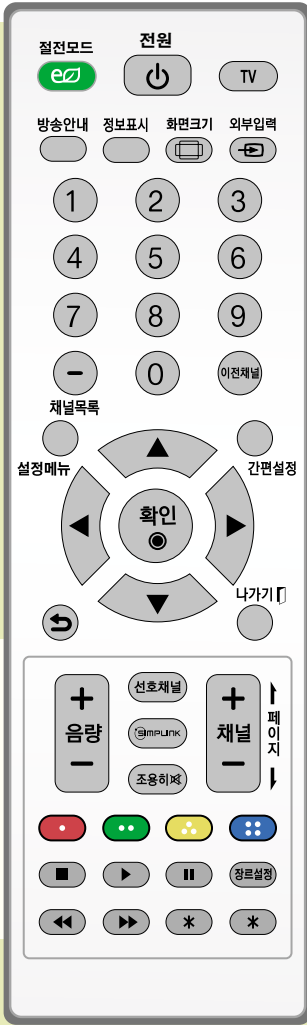 절전모드 전원
TV
방송안내 정보표시 화면크기 외부입력
1 2 3
4 5 6
7 8 9
- 0 이전채널
채널목록
설정메뉴 간편설정
확인
나가기
+ 선호채널 +
음량 SIMPLINK 채널 페이지
- 조용히 -
장르설정
* *